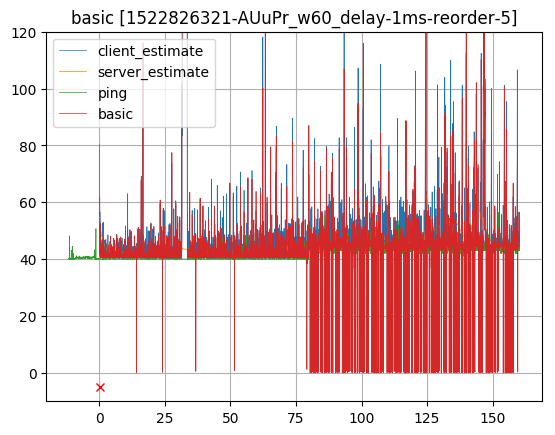 basic [1522826321-AUuPr_w60_delay-1ms-reorder-5]
120
100
80
60
40
20
0
client_estimate
server_estimate
ping
basic
0
25
50
75
100
125
150